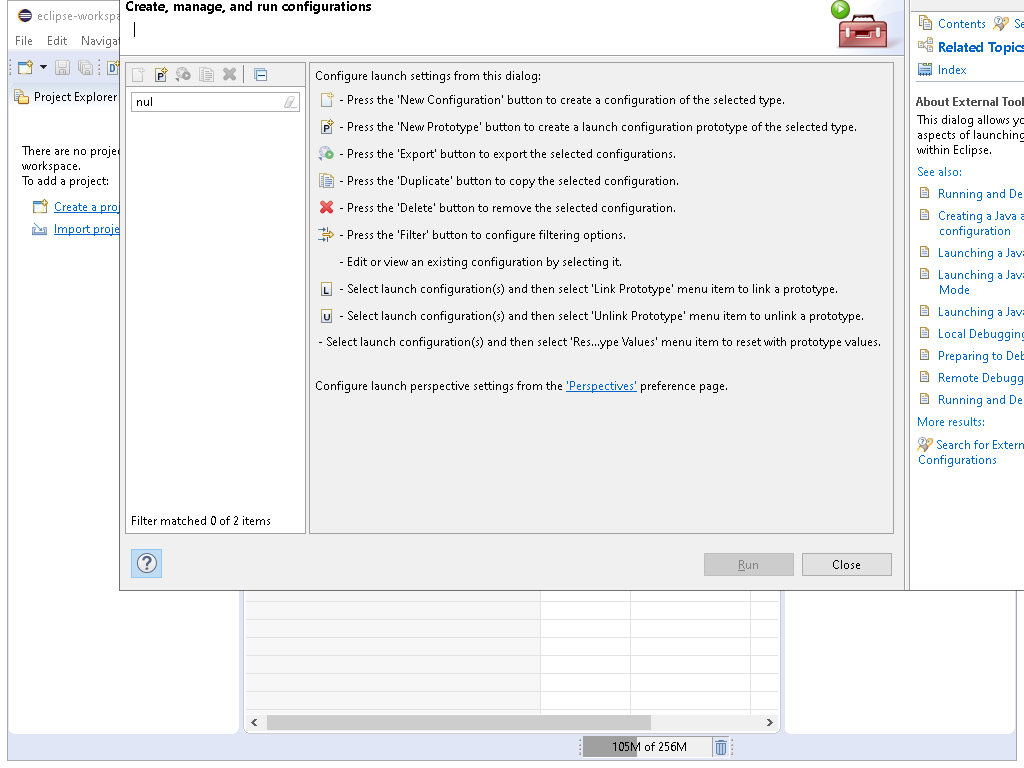 eclipse-workspa
File Edit Naviga
Project Explorer
There are no proje
workspace.
To add a project:
Create a proj
Import proje
Create, manage, and run configurations
nul
Filter matched 0 of 2 items
Configure launch settings from this dialog:
- Press the 'New Configuration' button to create a configuration of the selected type.
- Press the 'New Prototype' button to create a launch configuration prototype of the selected type.
- Press the 'Export' button to export the selected configurations.
- Press the 'Duplicate' button to copy the selected configuration.
- Press the 'Delete' button to remove the selected configuration.
- Press the 'Filter' button to configure filtering options.
- Edit or view an existing configuration by selecting it.
- Select launch configuration(s) and then select 'Link Prototype' menu item to link a prototype.
- Select launch configuration(s) and then select 'Unlink Prototype' menu item to unlink a prototype.
- Select launch configuration(s) and then select 'Res...ype Values' menu item to reset with prototype values.
Configure launch perspective settings from the 'Perspectives' preference page.
Run Close
Contents Se
Related Topics
Index
About External Tool
This dialog allows yo
aspects of launching
within Eclipse.
See also:
Running and De
Creating a Java a
configuration
Launching a Java
Launching a Java
Mode
Launching a Java
Local Debugging
Preparing to Deb
Remote Debugg
Running and De
More results:
Search for Extern
Configurations
105M of 256M